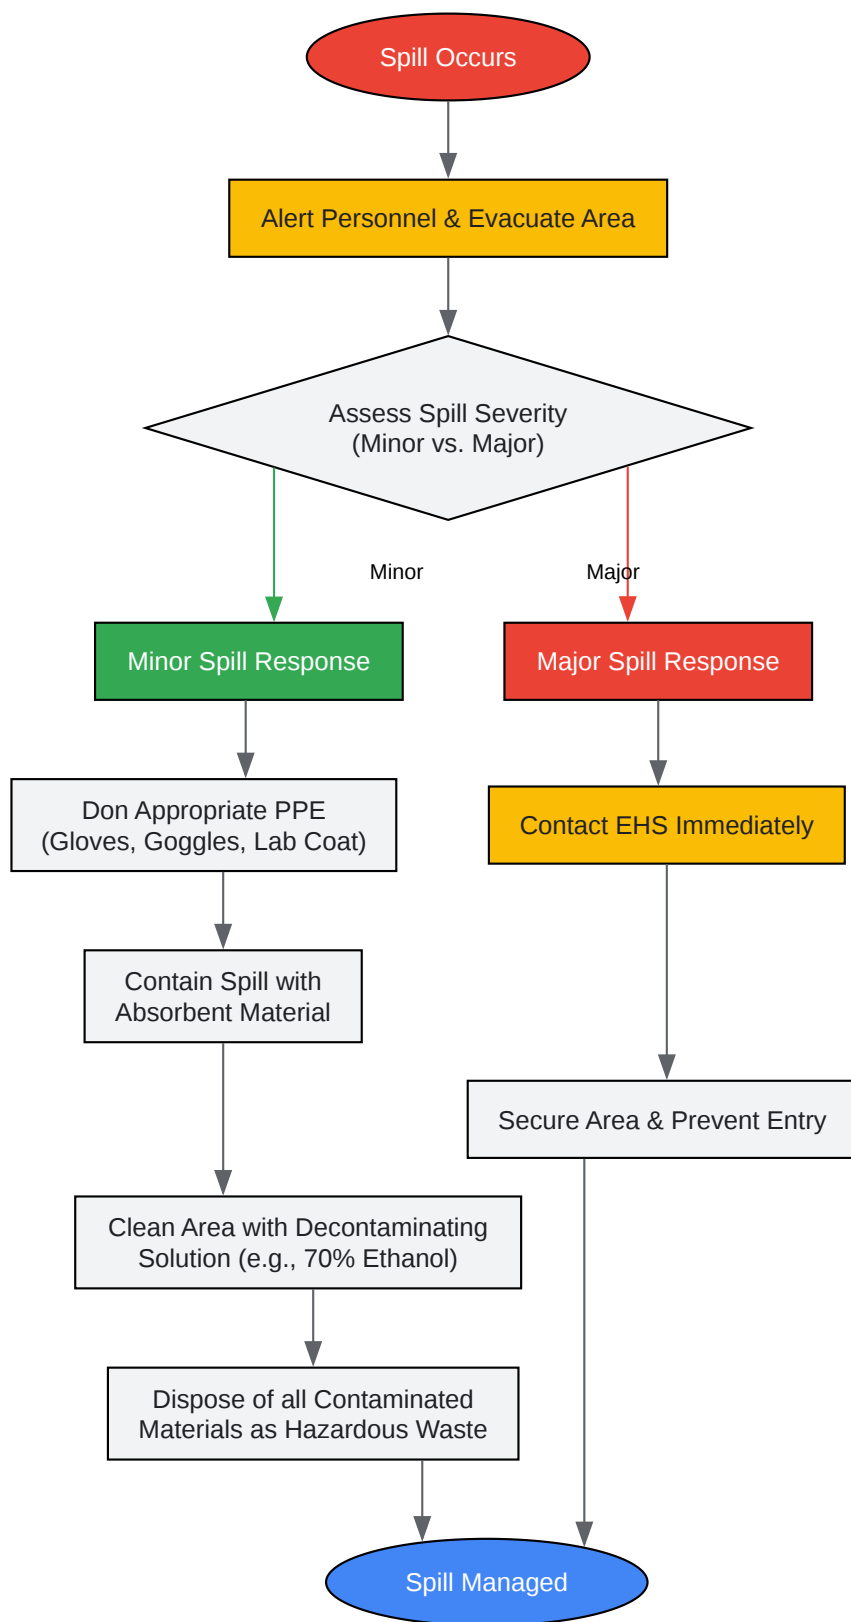 Spill Occurs
Alert Personnel & Evacuate Area
Assess Spill Severity
(Minor vs. Major)
Minor
Major
Minor Spill Response
Major Spill Response
Don Appropriate PPE
(Gloves, Goggles, Lab Coat)
Contact EHS Immediately
Contain Spill with
Absorbent Material
Secure Area & Prevent Entry
Clean Area with Decontaminating
Solution (e.g., 70% Ethanol)
Dispose of all Contaminated
Materials as Hazardous Waste
Spill Managed